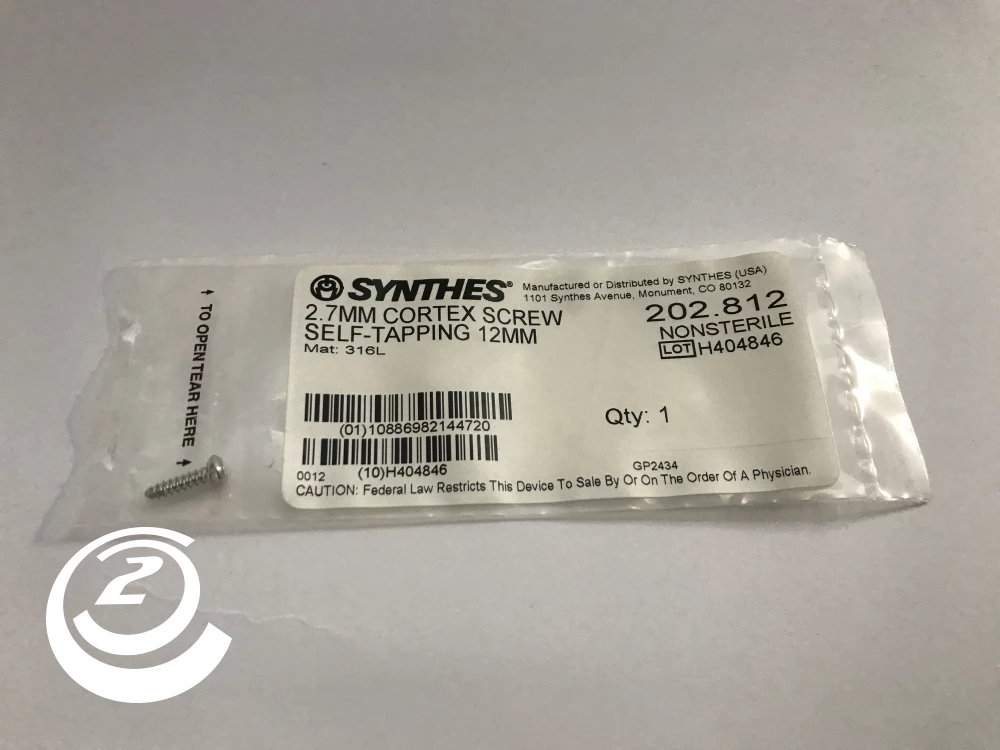 ↑ TO OPEN TEAR HERE ↑
SYNTHES®
Manufactured or Distributed by SYNTHES (USA)
1101 Synthes Avenue, Monument, CO 80132
2.7MM CORTEX SCREW
SELF-TAPPING 12MM
Mat: 316L
202.812
NONSTERILE
LOT H404846
(01)10886982144720
Qty: 1
(10)H404846
0012
GP2434
CAUTION: Federal Law Restricts This Device To Sale By Or On The Order Of A Physician.
2